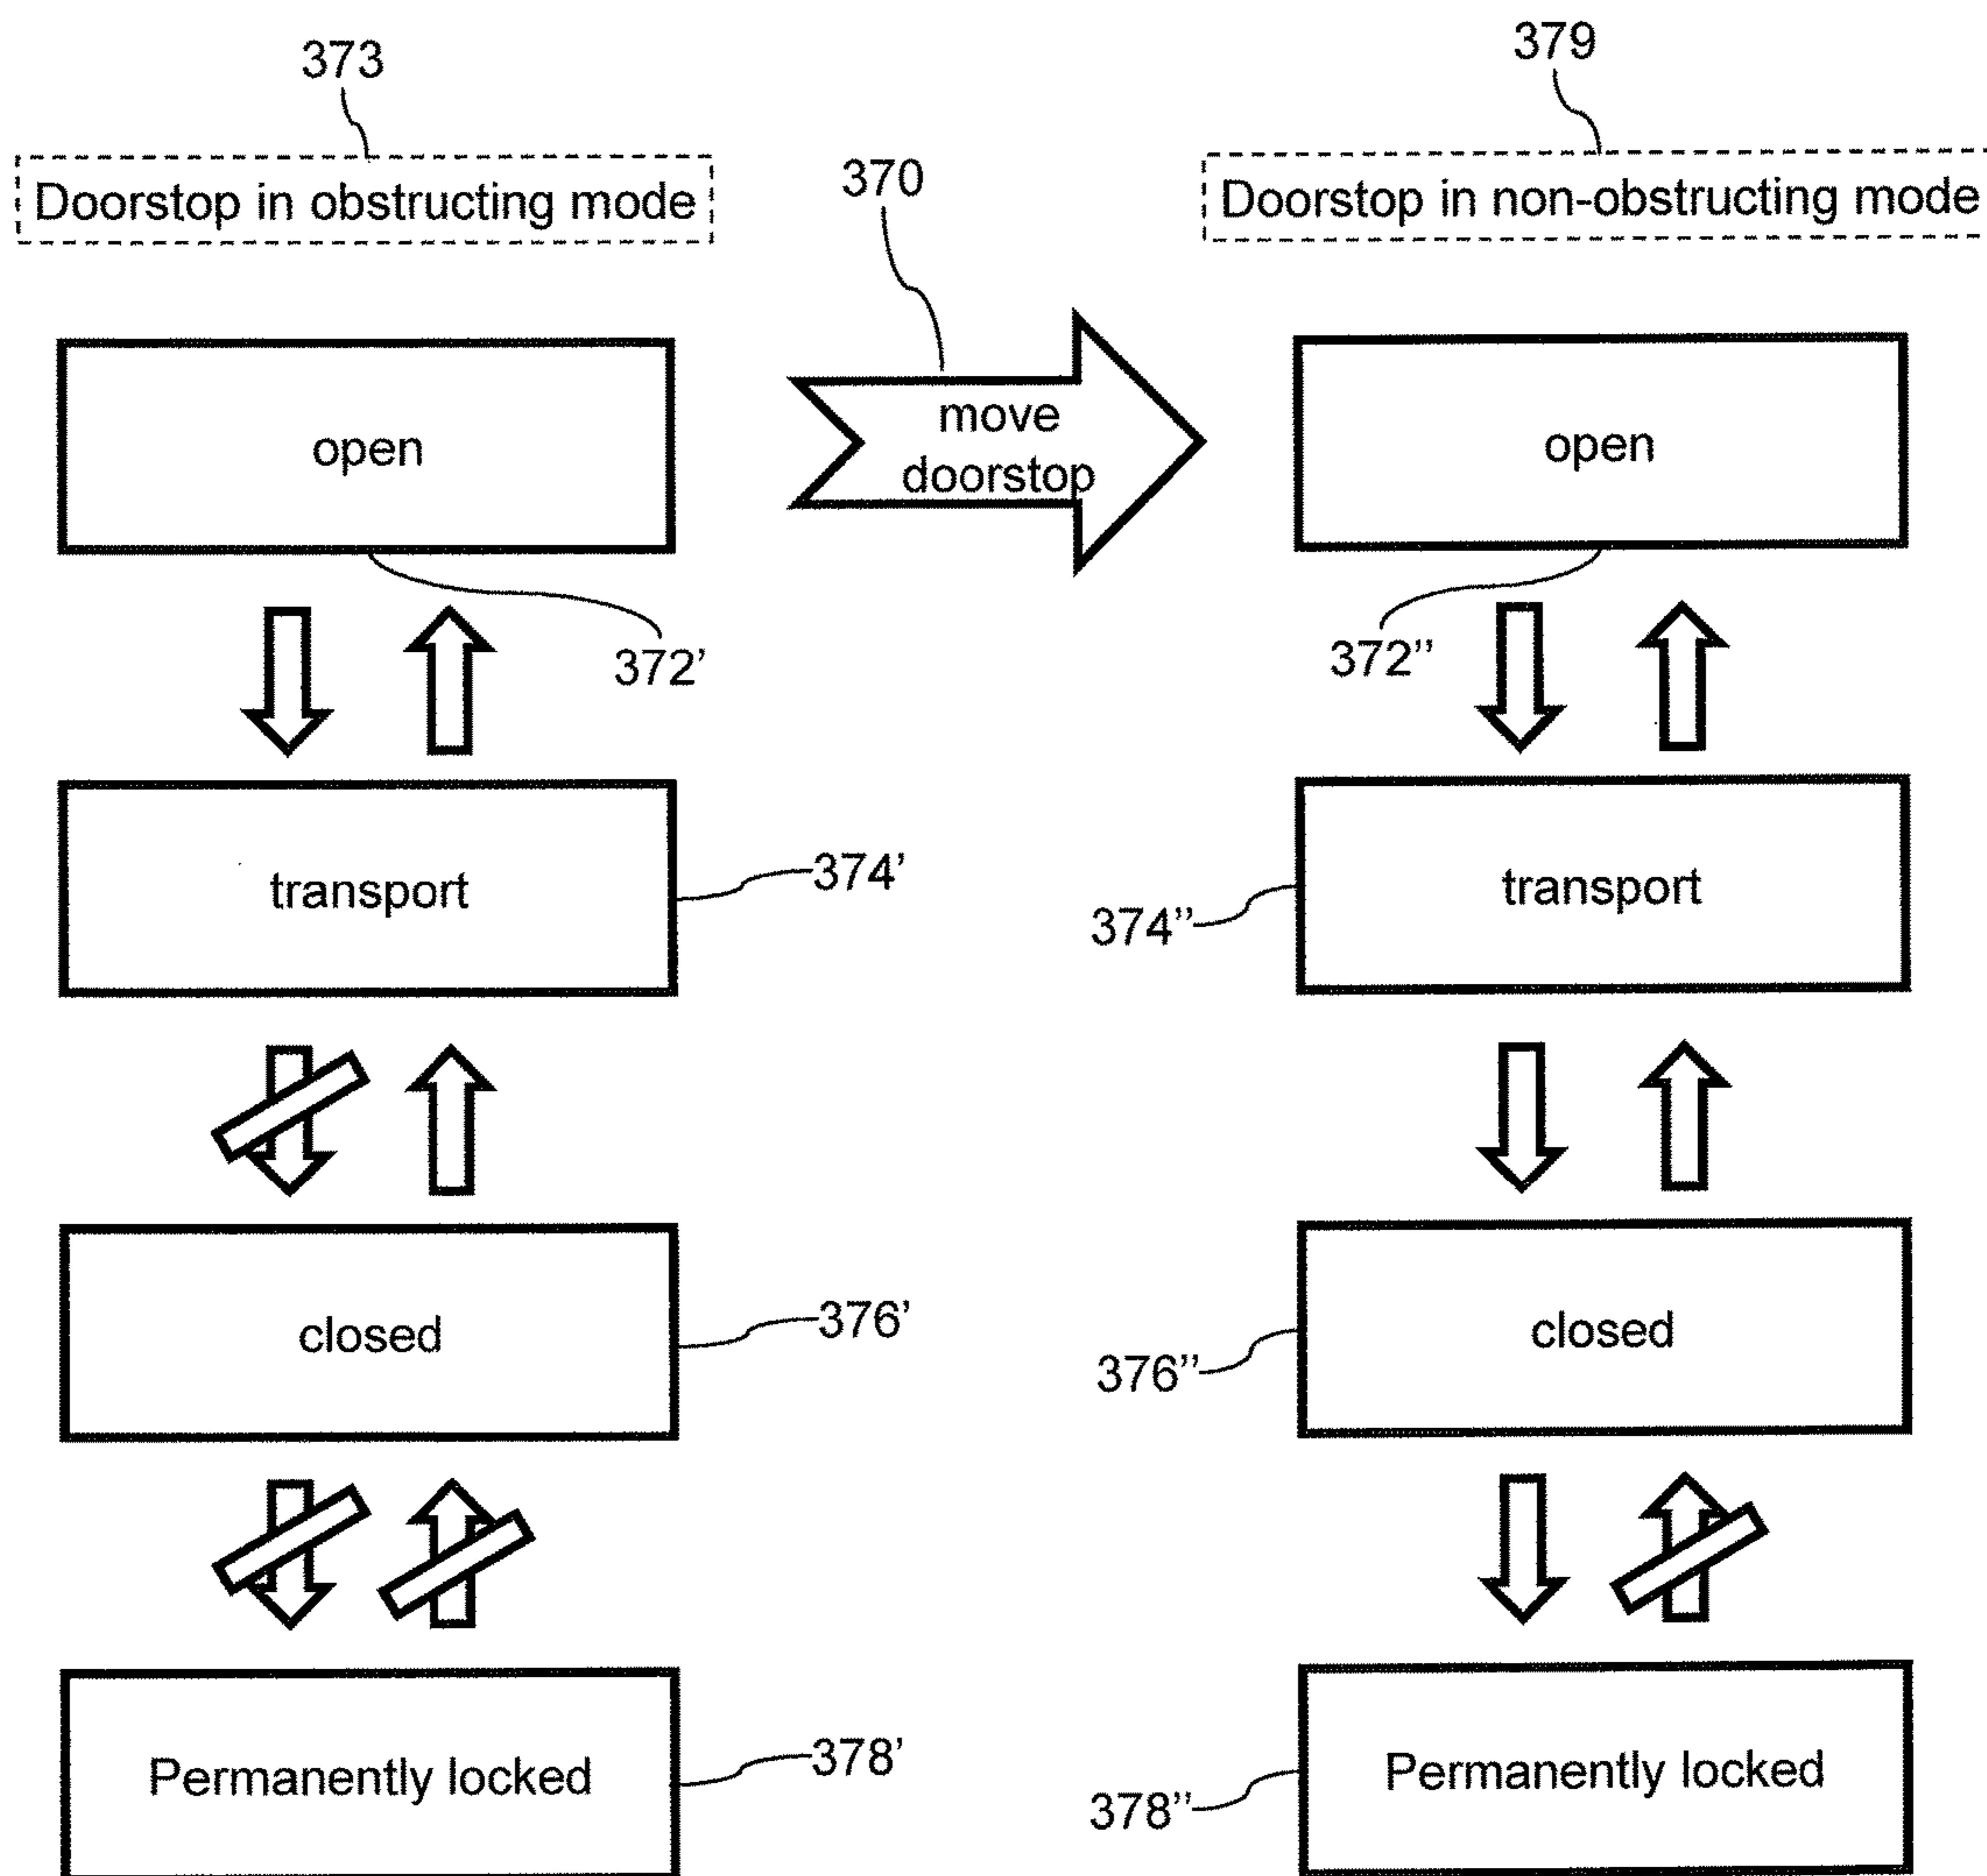 373
379
370
Doorstop in obstructing mode
Doorstop in non-obstructing mode
open
move
doorstop
open
372’
372”
transport
374’
374”
transport
closed
376’
376”
closed
Permanently locked
378’
378”
Permanently locked